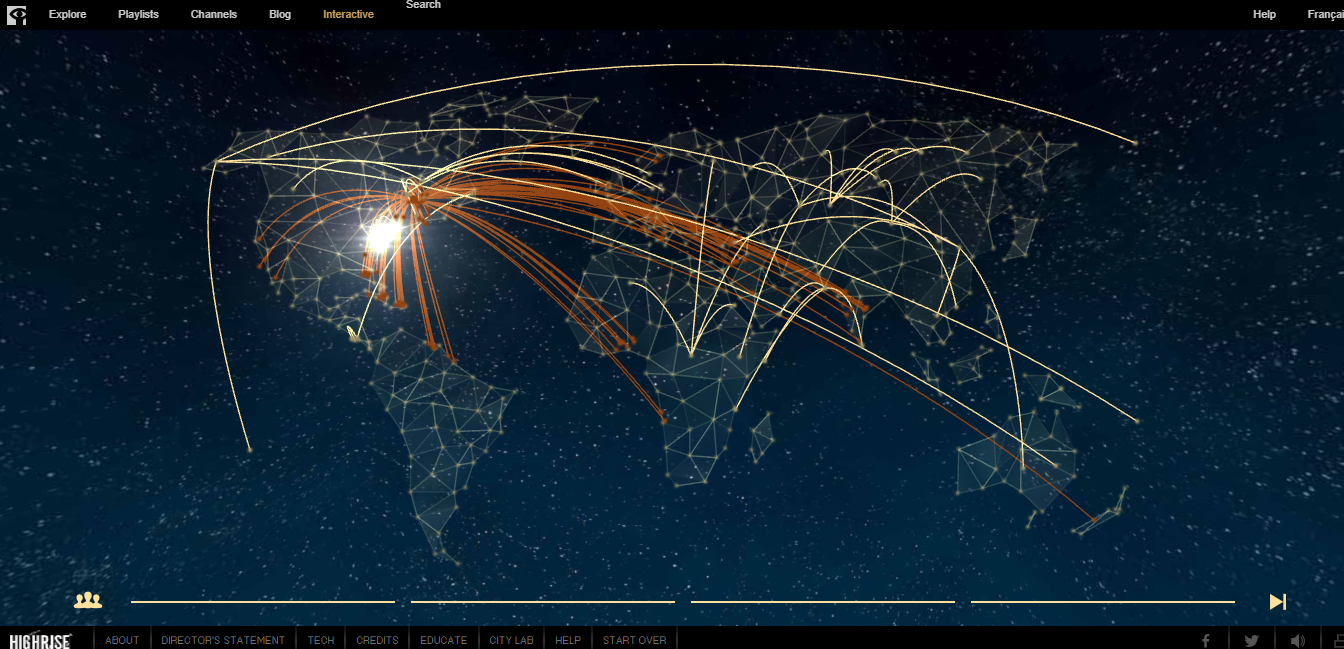 Explore Playlists Channels Blog Interactive Search Help Françai
HIGHRISE ABOUT DIRECTOR'S STATEMENT TECH CREDITS EDUCATE CITY LAB HELP START OVER